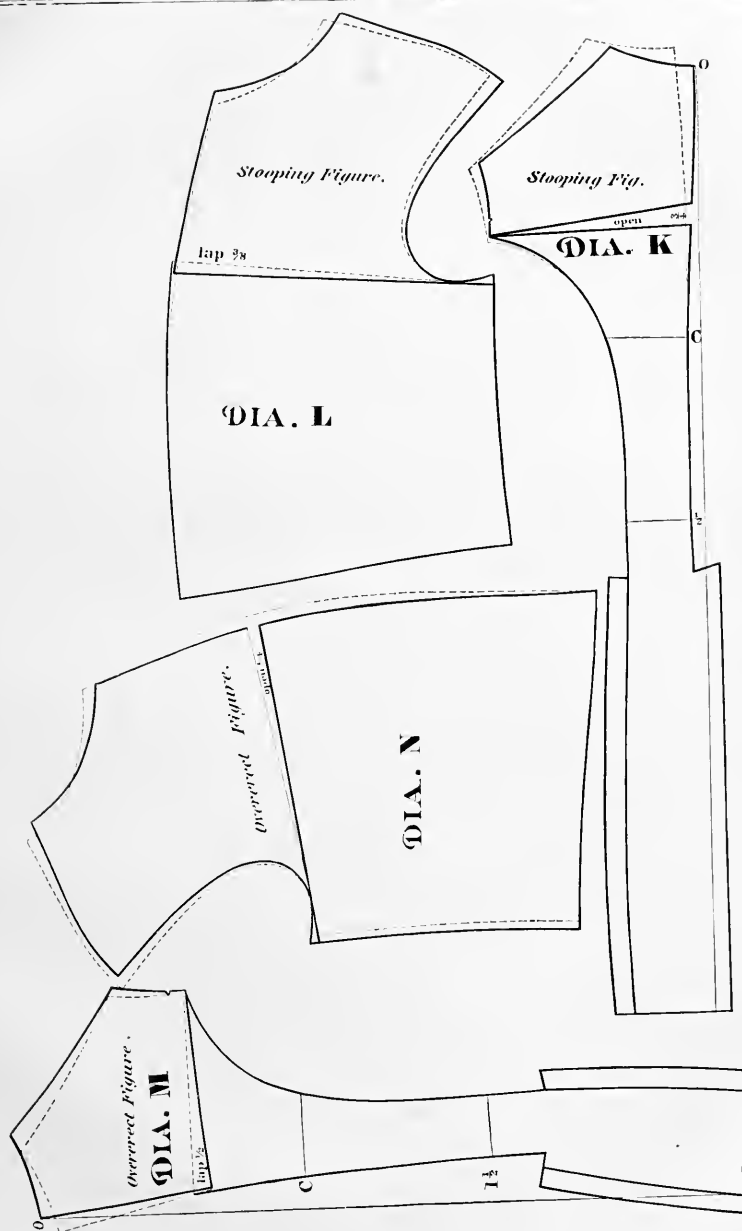 O
Stooping Figure.
Stooping Fig.
open
lap 3/8
DIA. K
C
DIA. L
1/2
Overerect Figure.
DIA. N
Overerect Figure.
DIA. M
lap 1/2
C
1 1/2
O